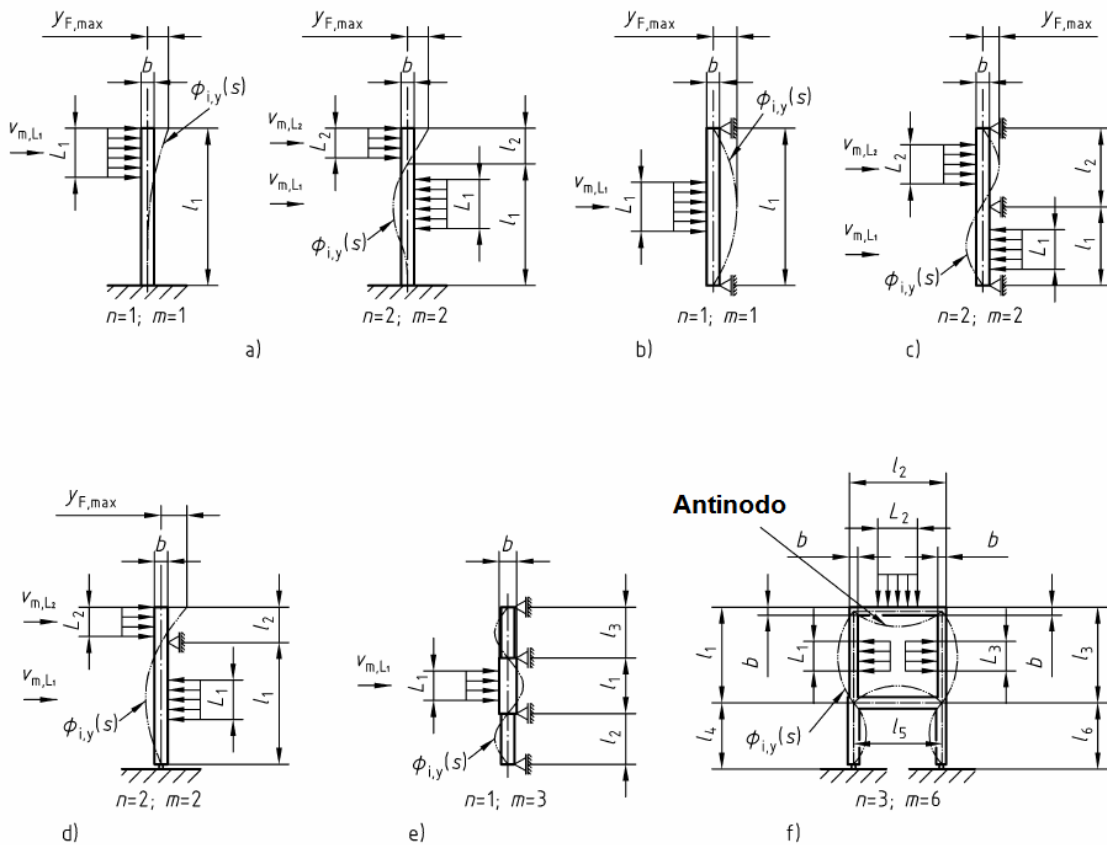 y_F,max
b
ϕ_i,y(s)
v_m,L₁
L₁
l₁
n=1; m=1
y_F,max
b
v_m,L₂
L₂
l₂
v_m,L₁
L₁
l₁
ϕ_i,y(s)
n=2; m=2
a)
b
ϕ_i,y(s)
v_m,L₁
L₁
l₁
n=1; m=1
b)
y_F,max
b
v_m,L₂
L₂
l₂
v_m,L₁
L₁
l₁
ϕ_i,y(s)
n=2; m=2
c)
y_F,max
b
v_m,L₂
L₂
l₂
v_m,L₁
L₁
l₁
ϕ_i,y(s)
n=2; m=2
d)
b
l₃
v_m,L₁
L₁
l₁
l₂
ϕ_i,y(s)
n=1; m=3
e)
l₂
Antinodo
L₂
b
b
l₁
b
L₁
L₃
b
l₃
l₄
ϕ_i,y(s)
l₅
l₆
n=3; m=6
f)